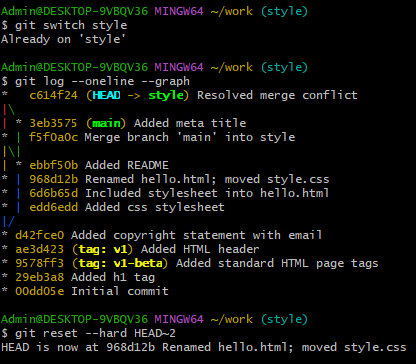 Admin@DESKTOP-9VBQV36 MINGW64 ~/work (style)
$ git switch style
Already on 'style'
Admin@DESKTOP-9VBQV36 MINGW64 ~/work (style)
$ git log --oneline --graph
*   c614f24 (HEAD -> style) Resolved merge conflict
|\
| * 3eb3575 (main) Added meta title
* | f5f0a0c Merge branch 'main' into style
|\|
| * ebbf50b Added README
* | 968d12b Renamed hello.html; moved style.css
* | 6d6b65d Included stylesheet into hello.html
* | edd6edd Added css stylesheet
|/
* d42fce0 Added copyright statement with email
* ae3d423 (tag: v1) Added HTML header
* 9578ff3 (tag: v1-beta) Added standard HTML page tags
* 29eb3a8 Added h1 tag
* 00dd05e Initial commit
Admin@DESKTOP-9VBQV36 MINGW64 ~/work (style)
$ git reset --hard HEAD~2
HEAD is now at 968d12b Renamed hello.html; moved style.css